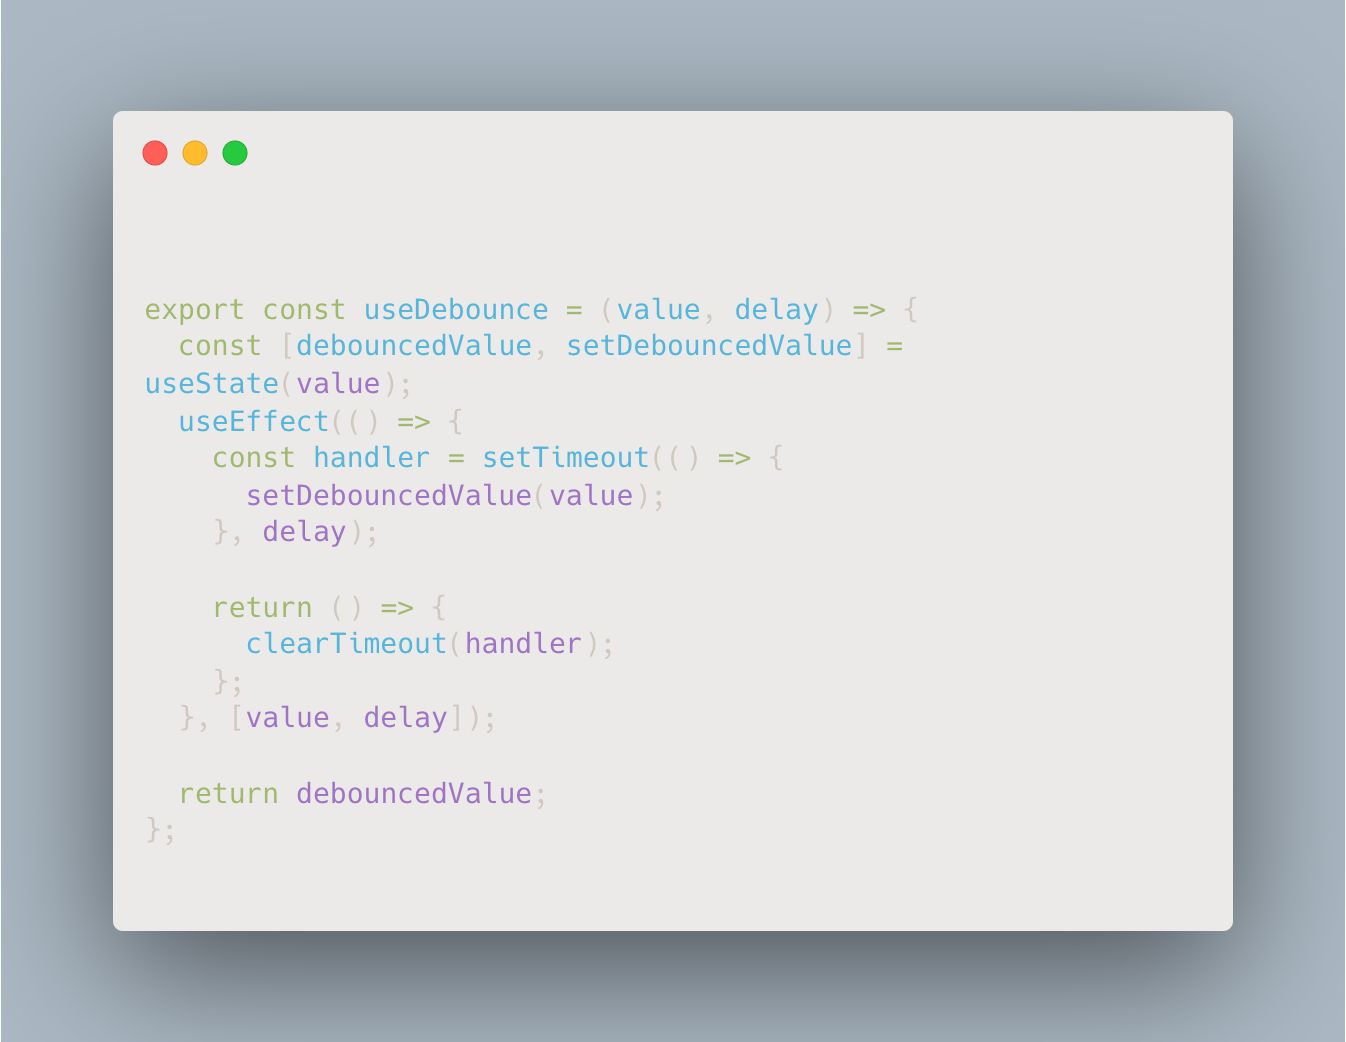 export const useDebounce = (value, delay) => {
  const [debouncedValue, setDebouncedValue] =
useState(value);
  useEffect(() => {
    const handler = setTimeout(() => {
      setDebouncedValue(value);
    }, delay);

    return () => {
      clearTimeout(handler);
    };
  }, [value, delay]);

  return debouncedValue;
};